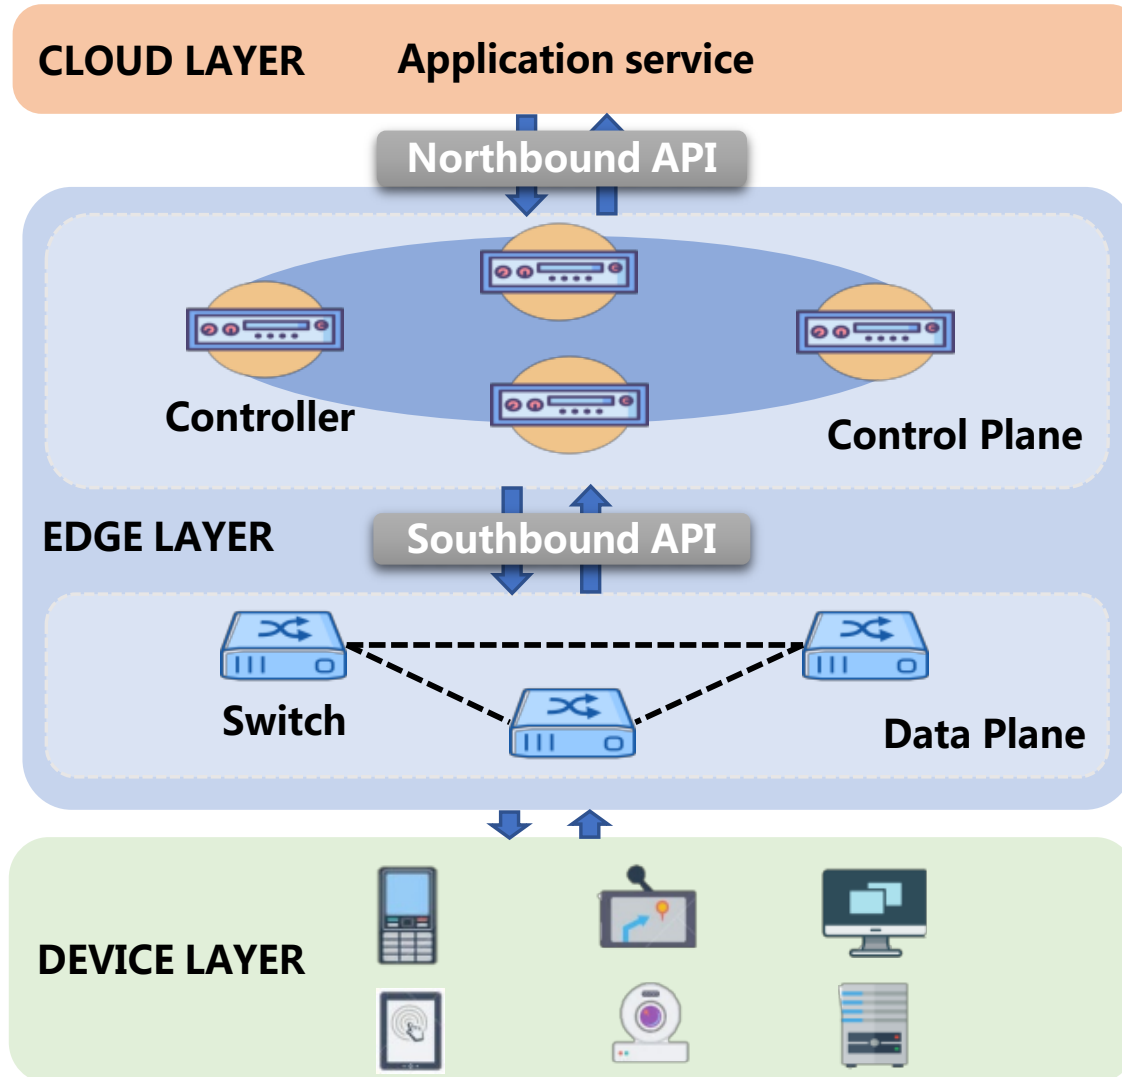 CLOUD LAYER
Application service
Northbound API
Controller
Control Plane
EDGE LAYER
Southbound API
Switch
Data Plane
DEVICE LAYER